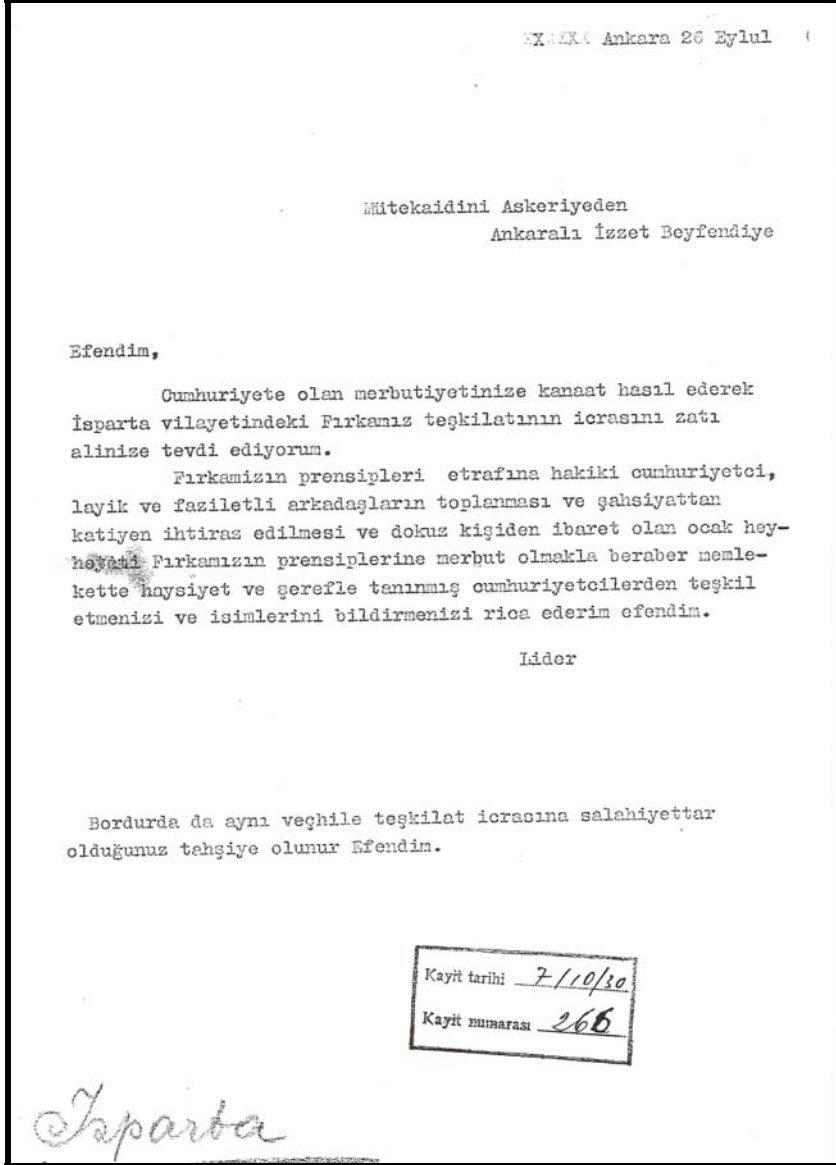 Ankara 26 Eylul
Mütekaidini Askeriyeden
Ankaralı İzzet Beyfendiye
Efendim,
Cumhuriyete olan merbutiyetinize kanaat hasıl ederek
İsparta vilayetindeki Fırkamız teşkilatının icrasını zatı
alinize tevdi ediyorum.
Fırkamizın prensipleri etrafına hakiki cumhuriyetci,
layik ve faziletli arkadaşların toplanması ve şahsiyattan
katiyen ihtiraz edilmesi ve dokuz kişiden ibaret olan ocak hey-
heyeti Fırkamızın prensiplerine merbut olmakla beraber memle-
kette haysiyet ve şerefle tanınmış cumhuriyetcilerden teşkil
etmenizi ve isimlerini bildirmenizi rica ederim efendim.
Lider
Bordurda da aynı veçhile teşkilat icrasına salahiyettar
olduğunuz tahşiye olunur Efendim.
Kayit tarihi 7/10/30
Kayit numarası 266
Isparta